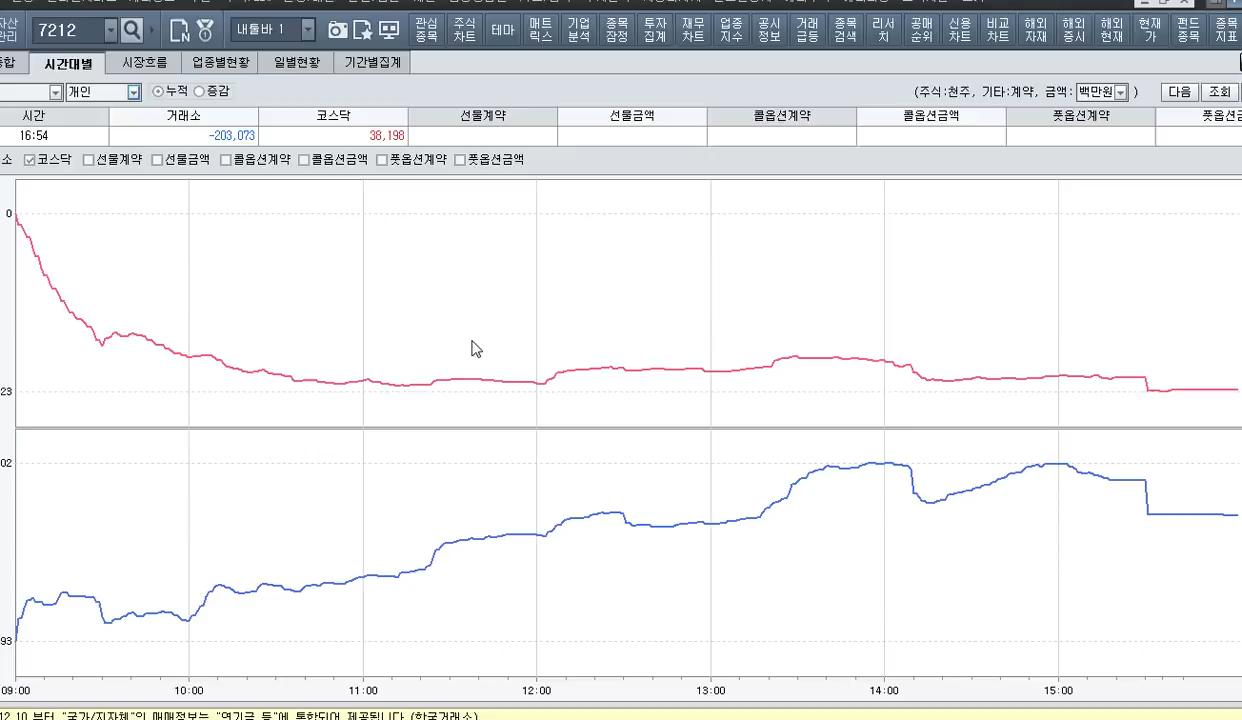 산 7212 내툴바 1 관심 주식 테마 매트 기업 종목 투자 재무 업종 공시 거래 종목 리서 공매 신용 비교 해외 해외 해외 현재 펀드 종목
관리 종목 차트 릭스 분석 잠정 집계 차트 지수 정보 급등 검색 치 순위 차트 차트 자재 증시 현재 가 종목 지표
종합 시간대별 시장흐름 업종별현황 일별현황 기간별집계
개인 누적 증감 (주식:천주, 기타:계약, 금액: 백만원 ) 다음 조회
시간 거래소 코스닥 선물계약 선물금액 콜옵션계약 콜옵션금액 풋옵션계약 풋옵션금
16:54 -203,073 38,198
소 코스닥 선물계약 선물금액 콜옵션계약 콜옵션금액 풋옵션계약 풋옵션금액
0
23
02
93
09:00 10:00 11:00 12:00 13:00 14:00 15:00
12.10 부터 "국가/지자체"의 매매정보는 "연기금 등"에 통합되어 제공됩니다.(한국거래소)